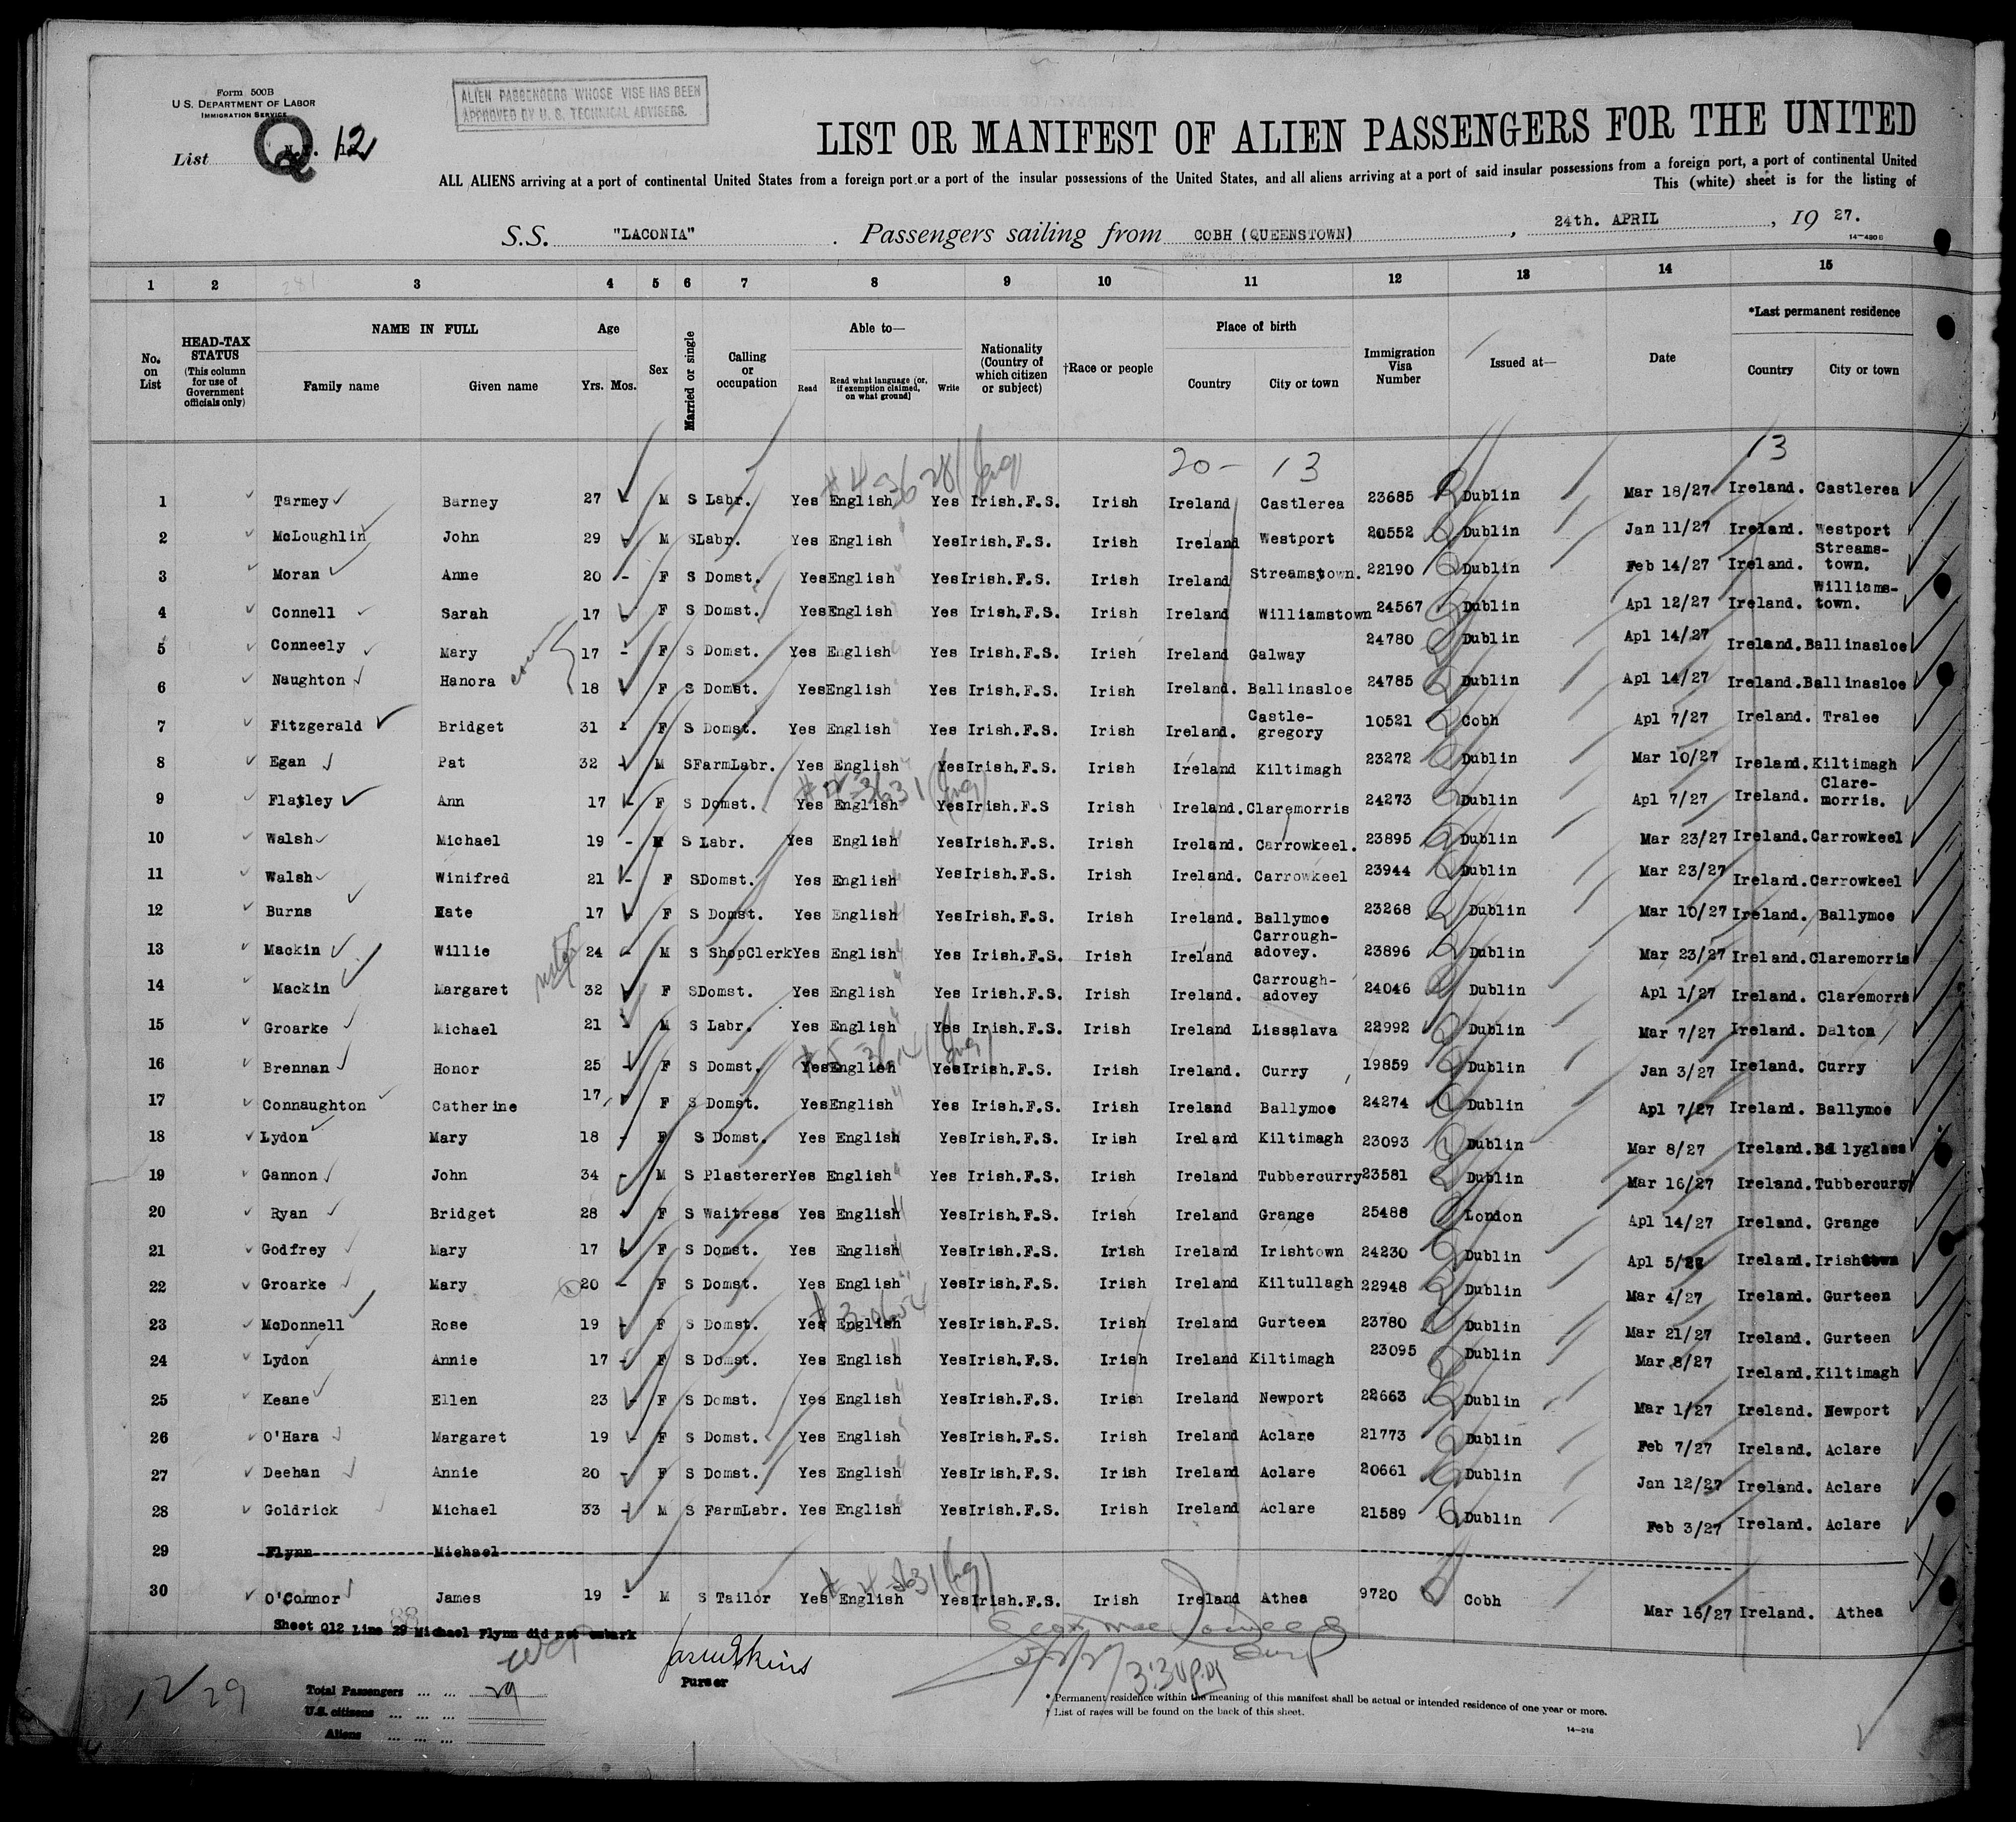 Form 500B
U. S. DEPARTMENT OF LABOR
IMMIGRATION SERVICE
List Q 12
ALIEN PASSENGERS WHOSE VISE HAS BEEN
APPROVED BY U. S. TECHNICAL ADVISERS.
LIST OR MANIFEST OF ALIEN PASSENGERS FOR THE UNITED
ALL ALIENS arriving at a port of continental United States from a foreign port or a port of the insular possessions of the United States, and all aliens arriving at a port of said insular possessions from a foreign port, a port of continental United
This (white) sheet is for the listing of
S.S. "LACONIA" . Passengers sailing from COBH (QUEENSTOWN) , 24th. APRIL , 19 27.
14—480 B
1 2 3 4 5 6 7 8 9 10 11 12 13 14 15
No. on List
HEAD-TAX STATUS (This column for use of Government officials only)
NAME IN FULL
Family name Given name
Age
Yrs. Mos.
Sex
Married or single
Calling or occupation
Able to—
Read Read what language [or, if exemption claimed, on what ground] Write
Nationality (Country of which citizen or subject)
†Race or people
Place of birth
Country City or town
Immigration Visa Number
Issued at—
Date
*Last permanent residence
Country City or town
20 - 13 13
1 Tarmey Barney 27 M S Labr. Yes English Yes Irish.F.S. Irish Ireland Castlerea 23685 Dublin Mar 18/27 Ireland. Castlerea
2 McLoughlin John 29 M S Labr. Yes English Yes Irish.F.S. Irish Ireland Westport 20552 Dublin Jan 11/27 Ireland. Westport
3 Moran Anne 20 - F S Domst. Yes English Yes Irish.F.S. Irish Ireland Streamstown. 22190 Dublin Feb 14/27 Ireland. Streams-town.
4 Connell Sarah 17 F S Domst. Yes English Yes Irish.F.S. Irish Ireland Williamstown 24567 Dublin Apl 12/27 Ireland. Williams-town.
5 Conneely Mary 17 - F S Domst. Yes English Yes Irish.F.S. Irish Ireland Galway 24780 Dublin Apl 14/27 Ireland. Ballinasloe
6 Naughton Hanora 18 F S Domst. Yes English Yes Irish.F.S. Irish Ireland. Ballinasloe 24785 Dublin Apl 14/27 Ireland. Ballinasloe
7 Fitzgerald Bridget 31 F S Domst. Yes English Yes Irish.F.S. Irish Ireland. Castle-gregory 10521 Cobh Apl 7/27 Ireland. Tralee
8 Egan Pat 32 M S FarmLabr. Yes English Yes Irish.F.S. Irish Ireland Kiltimagh 23272 Dublin Mar 10/27 Ireland. Kiltimagh
9 Flatley Ann 17 F S Domst. Yes English Yes Irish.F.S Irish Ireland. Claremorris 24273 Dublin Apl 7/27 Ireland. Clare-morris.
10 Walsh Michael 19 - M S Labr. Yes English Yes Irish.F.S. Irish Ireland. Carrowkeel. 23895 Dublin Mar 23/27 Ireland. Carrowkeel
11 Walsh Winifred 21 - F S Domst. Yes English Yes Irish.F.S. Irish Ireland. Carrowkeel 23944 Dublin Mar 23/27 Ireland. Carrowkeel
12 Burns Kate 17 F S Domst. Yes English Yes Irish.F.S. Irish Ireland. Ballymoe 23268 Dublin Mar 10/27 Ireland. Ballymoe
13 Mackin Willie 24 M S ShopClerk Yes English Yes Irish.F.S. Irish Ireland Carrough-adovey. 23896 Dublin Mar 23/27 Ireland. Claremorris
14 Mackin Margaret 32 F S Domst. Yes English Yes Irish.F.S. Irish Ireland. Carrough-adovey 24046 Dublin Apl 1/27 Ireland. Claremorris
15 Groarke Michael 21 M S Labr. Yes English Yes Irish.F.S. Irish Ireland Lisselava 22992 Dublin Mar 7/27 Ireland. Dalton
16 Brennan Honor 25 F S Domst. Yes English Yes Irish.F.S. Irish Ireland. Curry 19859 Dublin Jan 3/27 Ireland. Curry
17 Connaughton Catherine 17 F S Domst. Yes English Yes Irish.F.S. Irish Ireland Ballymoe 24274 Dublin Apl 7/27 Ireland. Ballymoe
18 Lydon Mary 18 - F S Domst. Yes English Yes Irish.F.S. Irish Ireland Kiltimagh 23093 Dublin Mar 8/27 Ireland. Ballyglass
19 Gannon John 34 - M S Plasterer Yes English Yes Irish.F.S. Irish Ireland Tubbercurry 23581 Dublin Mar 16/27 Ireland. Tubbercurry
20 Ryan Bridget 28 F S Waitress Yes English Yes Irish.F.S. Irish Ireland Grange 25488 London Apl 14/27 Ireland. Grange
21 Godfrey Mary 17 F S Domst. Yes English Yes Irish.F.S. Irish Ireland Irishtown 24230 Dublin Apl 5/27 Ireland. Irishtown
22 Groarke Mary 20 - F S Domst. Yes English Yes Irish.F.S. Irish Ireland Kiltullagh 22948 Dublin Mar 4/27 Ireland. Gurteen
23 McDonnell Rose 19 - F S Domst. Yes English Yes Irish.F.S. Irish Ireland Gurteen 23780 Dublin Mar 21/27 Ireland. Gurteen
24 Lydon Annie 17 - F S Domst. Yes English Yes Irish.F.S. Irish Ireland Kiltimagh 23095 Dublin Mar 8/27 Ireland. Kiltimagh
25 Keane Ellen 23 - F S Domst. Yes English Yes Irish.F.S. Irish Ireland Newport 22663 Dublin Mar 1/27 Ireland. Newport
26 O'Hara Margaret 19 - F S Domst. Yes English Yes Irish.F.S. Irish Ireland Aclare 21773 Dublin Feb 7/27 Ireland. Aclare
27 Deehan Annie 20 - F S Domst. Yes English Yes Irish.F.S. Irish Ireland Aclare 20661 Dublin Jan 12/27 Ireland. Aclare
28 Goldrick Michael 33 - M S FarmLabr. Yes English Yes Irish.F.S. Irish Ireland Aclare 21589 Dublin Feb 3/27 Ireland. Aclare
29 Flynn Michael
30 O'Connor James 19 - M S Tailor Yes English Yes Irish.F.S. Irish Ireland Athea 9720 Cobh Mar 16/27 Ireland. Athea
Sheet Q12 Line 29 Michael Flynn did not embark
Purser
3:30 p.m
12/29
Total Passengers ... ... 29
U.S. citizens ... ... ...
Aliens ... ... ...
* Permanent residence within the meaning of this manifest shall be actual or intended residence of one year or more.
† List of races will be found on the back of this sheet.
14—218